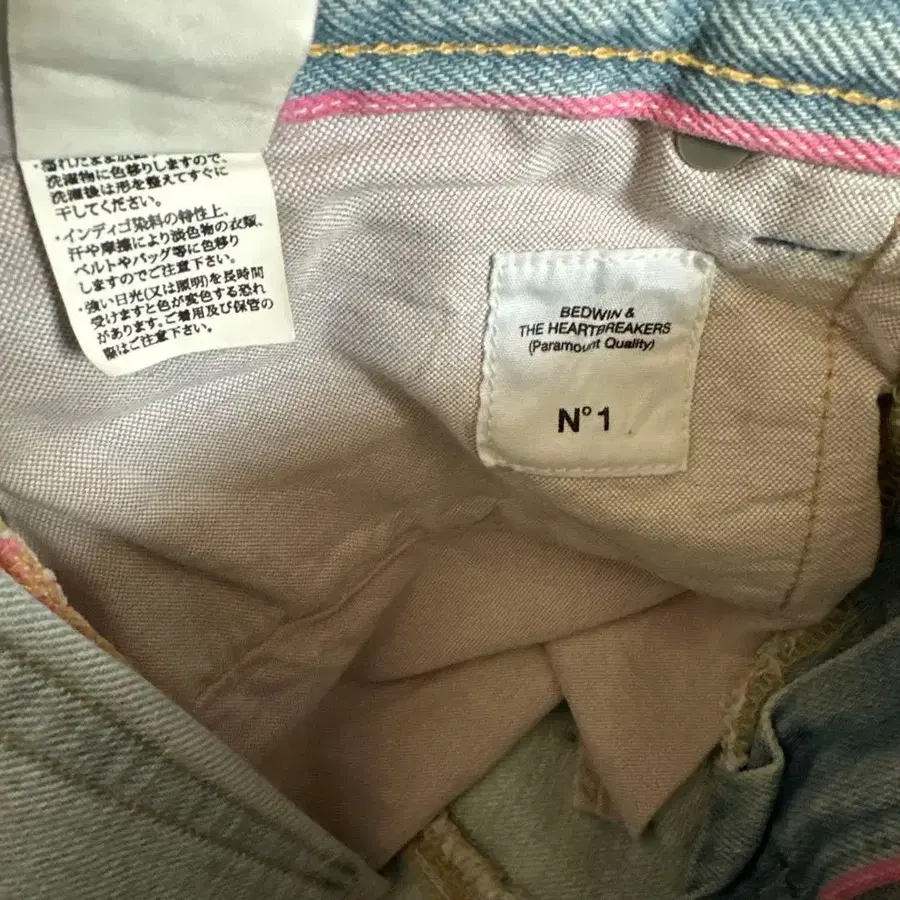 ・濡れたまま放
洗濯物に色移りしますので、
洗濯後は形を整えてすぐに
干してください。
・インディゴ染料の特性上、
汗や摩擦により淡色物の衣類、
ベルトやバッグ等に色移り
しますのでご注意下さい。
・強い日光(又は照明)を長時間
受けますと色が変色する恐れ
があります。ご着用及び保管の
際はご注意下さい。
BEDWIN &
THE HEARTBREAKERS
(Paramount Quality)
N° 1